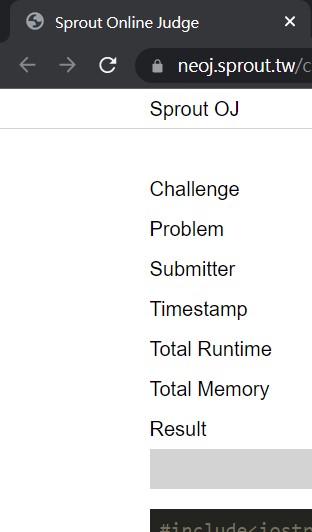 Sprout Online Judge
neoj.sprout.tw/c
Sprout OJ
Challenge
Problem
Submitter
Timestamp
Total Runtime
Total Memory
Result
#include<iostr